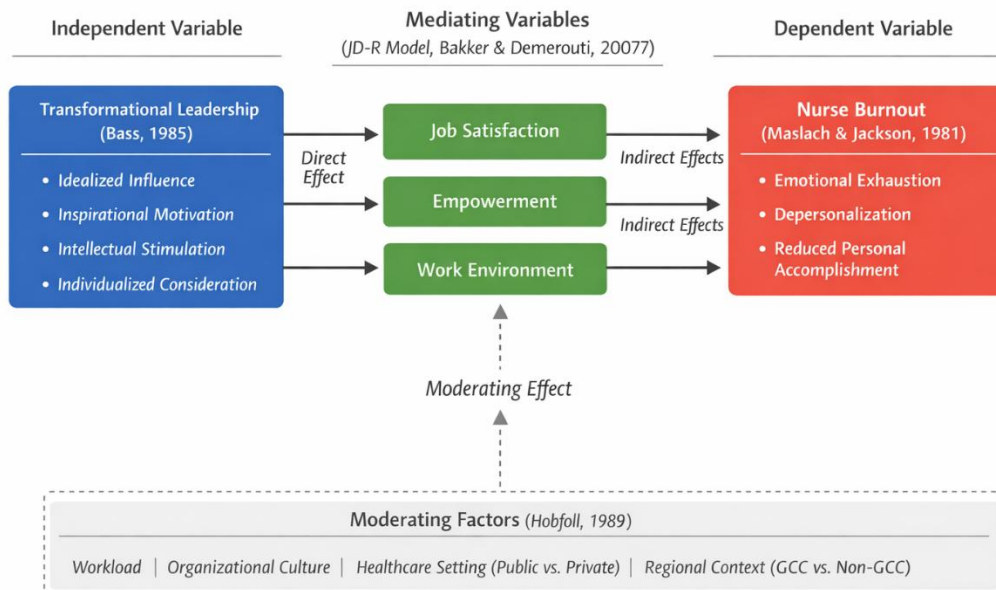 Independent Variable
Mediating Variables
(JD-R Model, Bakker & Demerouti, 20077)
Dependent Variable
Transformational Leadership
(Bass, 1985)
• Idealized Influence
• Inspirational Motivation
• Intellectual Stimulation
• Individualized Consideration
Direct
Effect
Job Satisfaction
Empowerment
Work Environment
Indirect Effects
Indirect Effects
Nurse Burnout
(Maslach & Jackson, 1981)
• Emotional Exhaustion
• Depersonalization
• Reduced Personal
Accomplishment
Moderating Effect
Moderating Factors (Hobfoll, 1989)
Workload | Organizational Culture | Healthcare Setting (Public vs. Private) | Regional Context (GCC vs. Non-GCC)